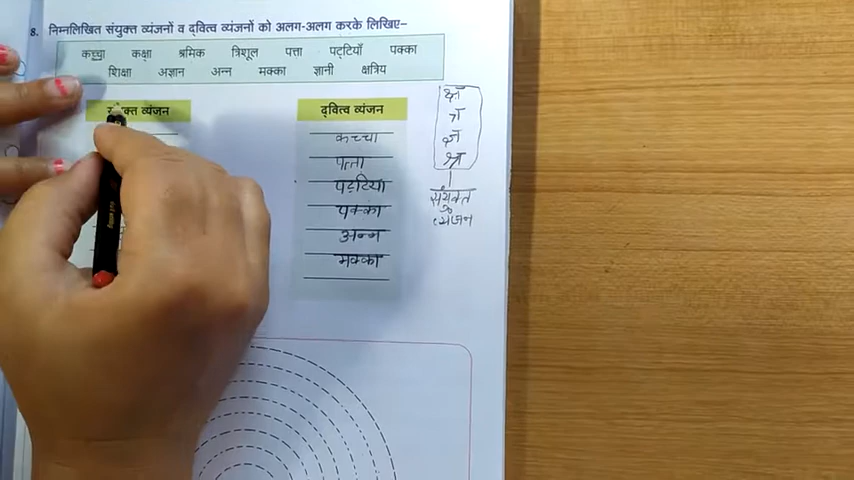 8. निम्नलिखित संयुक्त व्यंजनों व द्‌वित्व व्यंजनों को अलग-अलग करके लिखिए–
कच्चा कक्षा श्रमिक त्रिशूल पत्ता पट्‌टियाँ पक्का
शिक्षा अज्ञान अन्न मक्का ज्ञानी क्षत्रिय
व्यंजन
द्‌वित्व व्यंजन
कच्चा
पत्ता
पट्टिया
पक्का
अन्न
मक्का
क्ष
त्र
ज्ञ
श्र
संयुक्त
व्यंजन